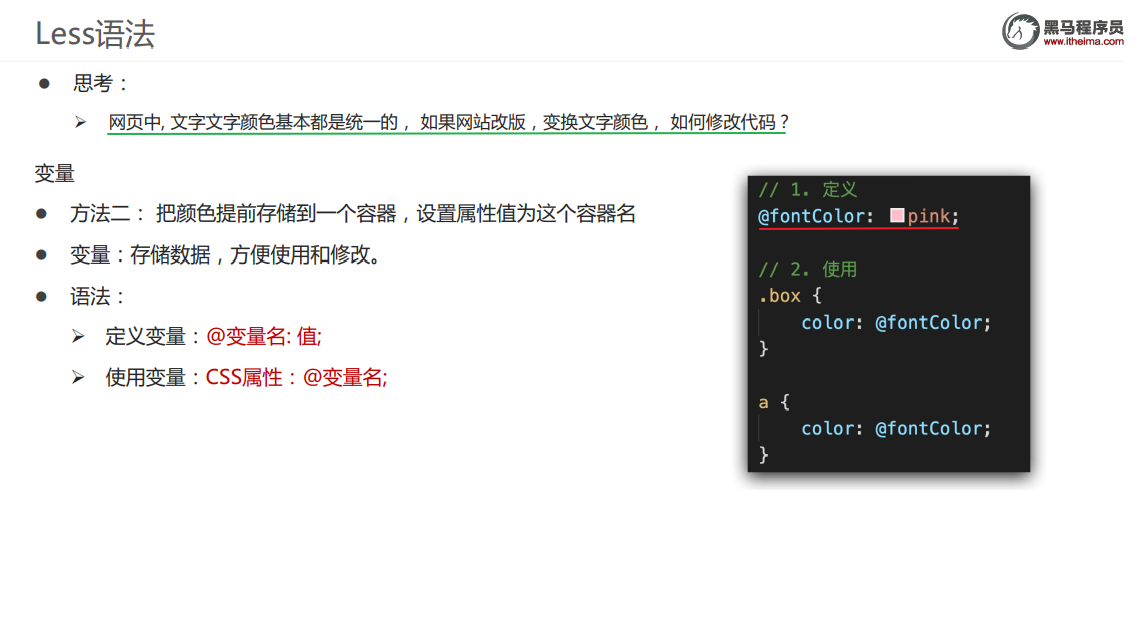 Less语法
黑马程序员
www.itheima.com
思考：
网页中, 文字文字颜色基本都是统一的， 如果网站改版，变换文字颜色， 如何修改代码？
变量
方法二： 把颜色提前存储到一个容器，设置属性值为这个容器名
变量：存储数据，方便使用和修改。
语法：
定义变量：@变量名: 值;
使用变量：CSS属性：@变量名;
// 1. 定义
@fontColor: pink;
// 2. 使用
.box {
color: @fontColor;
}
a {
color: @fontColor;
}